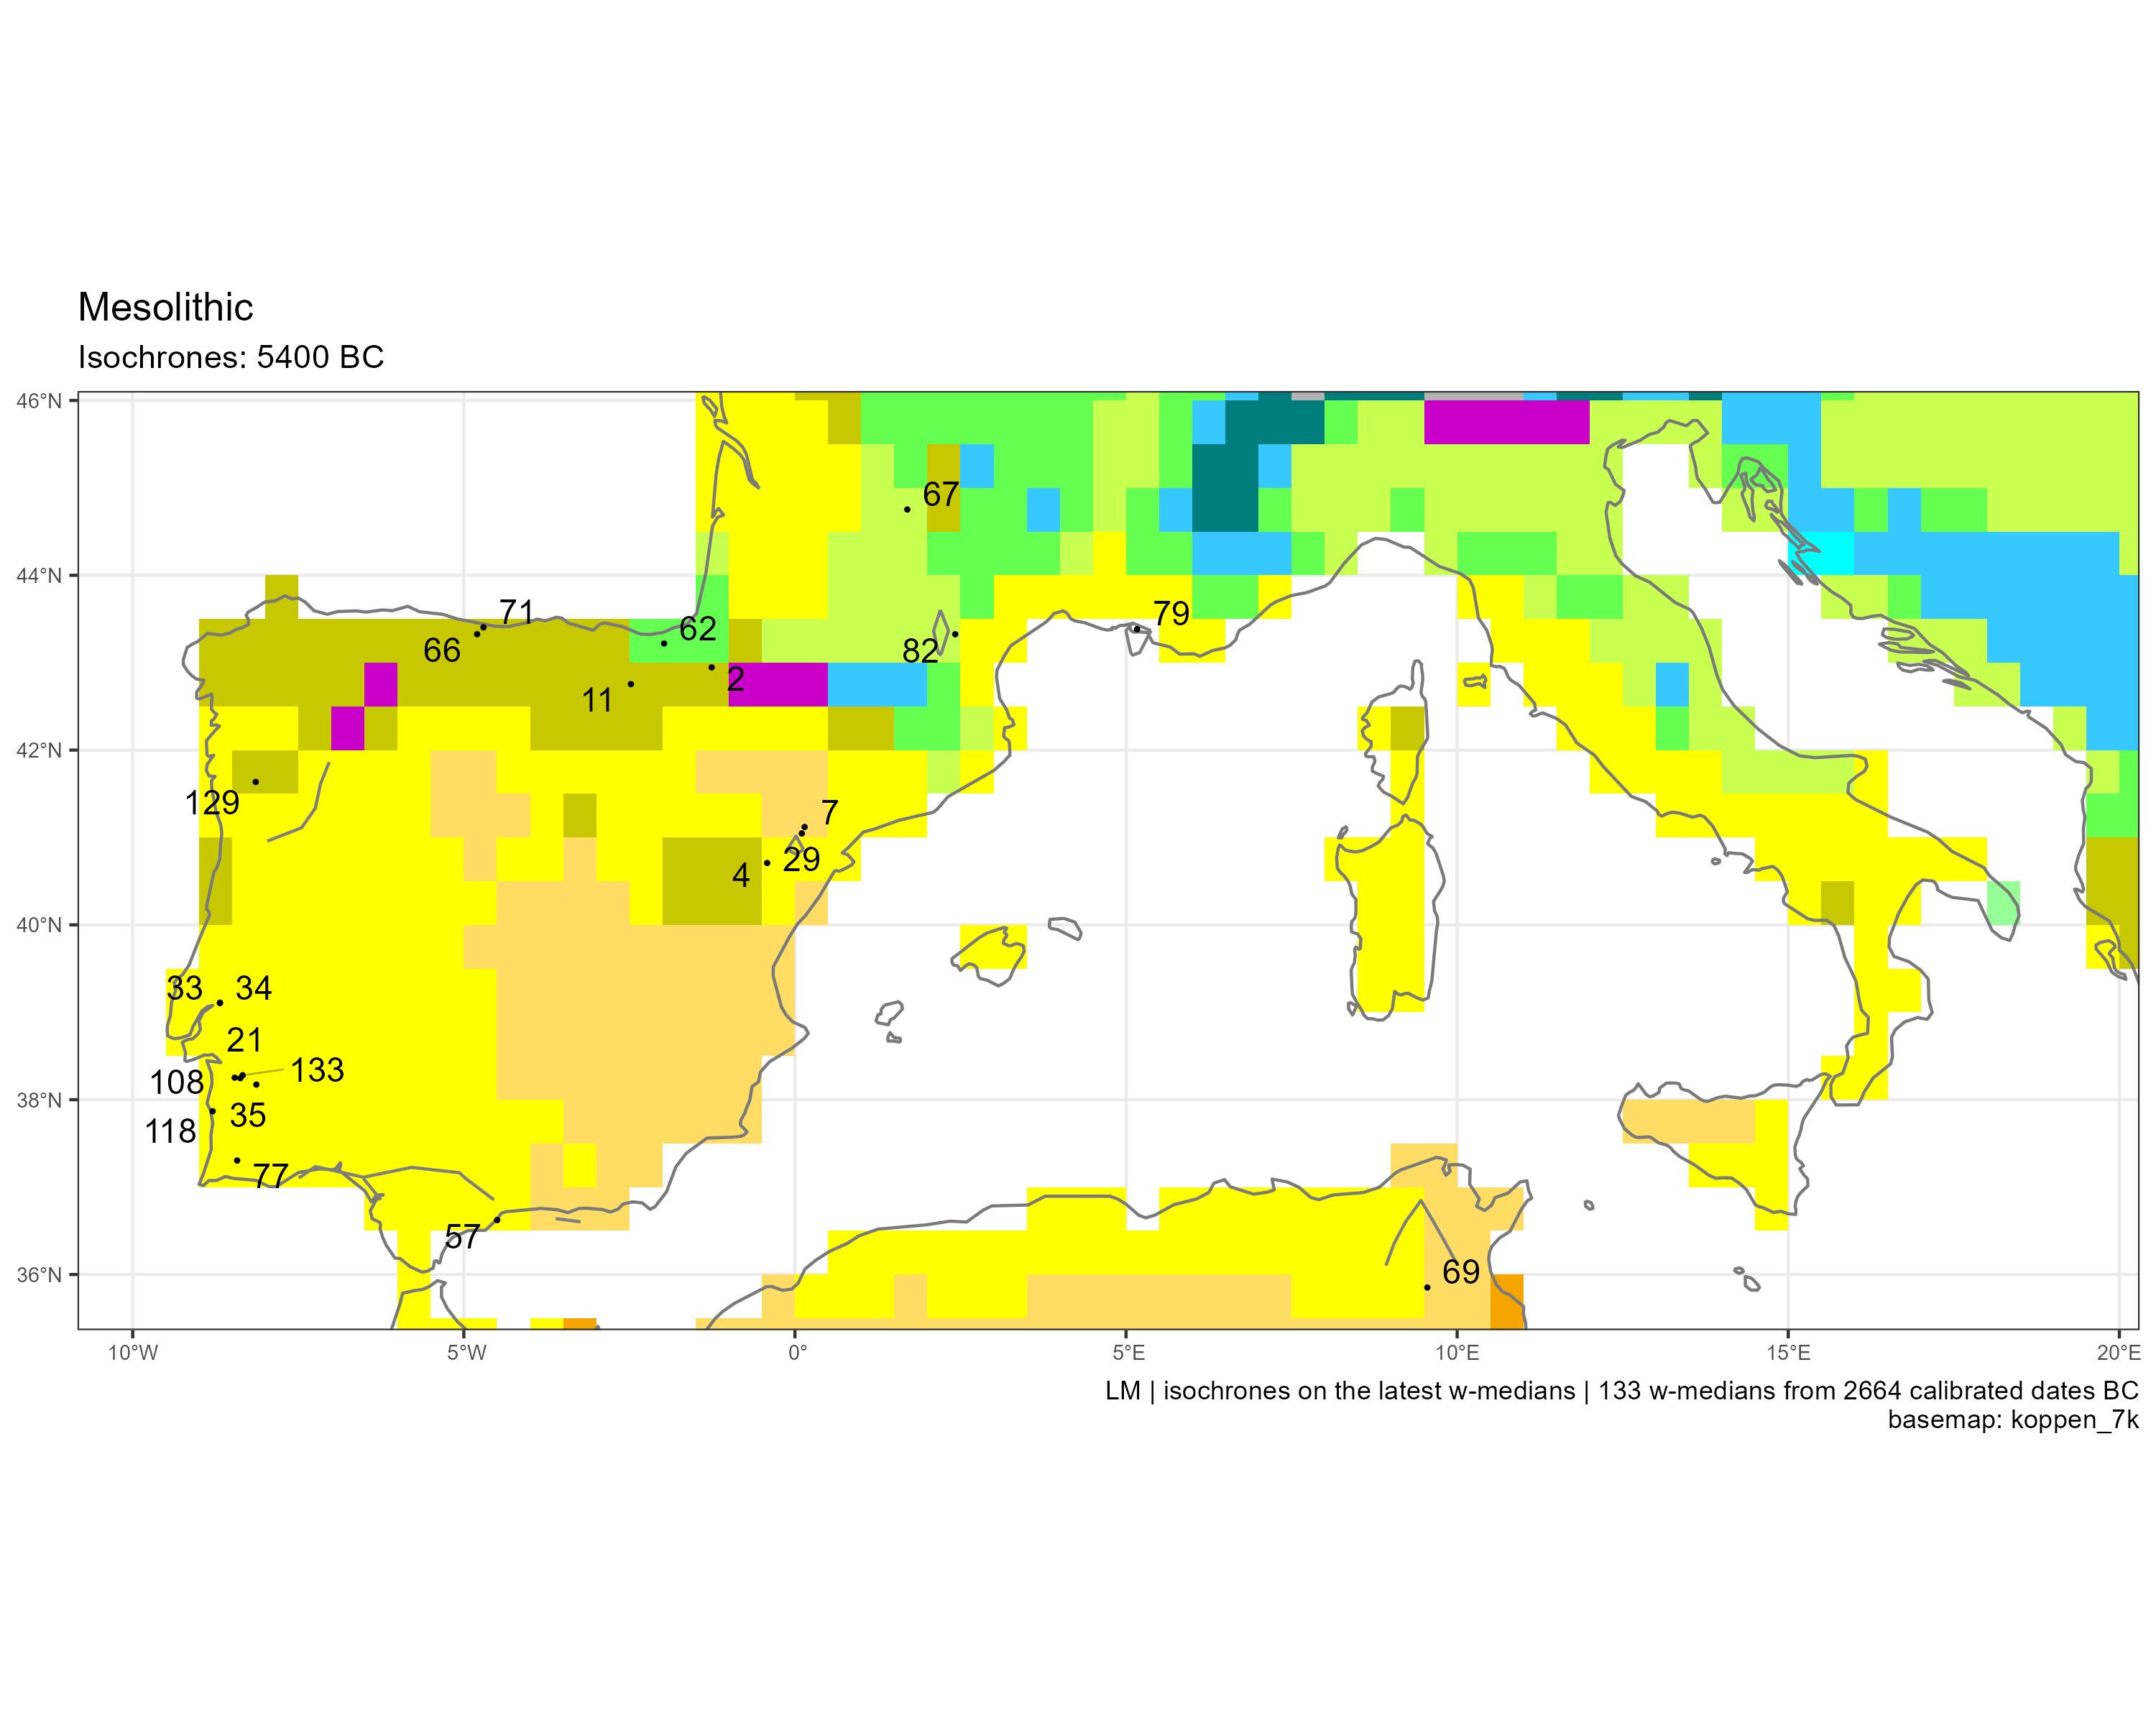 Mesolithic
Isochrones: 5400 BC
46°N
67
44°N
71
79
62
66
82
2
11
42°N
129
7
29
4
40°N
33 34
21
133
108
38°N
35
118
77
57
36°N
69
10°W 5°W 0° 5°E 10°E 15°E 20°E
LM | isochrones on the latest w-medians | 133 w-medians from 2664 calibrated dates BC
basemap: koppen_7k